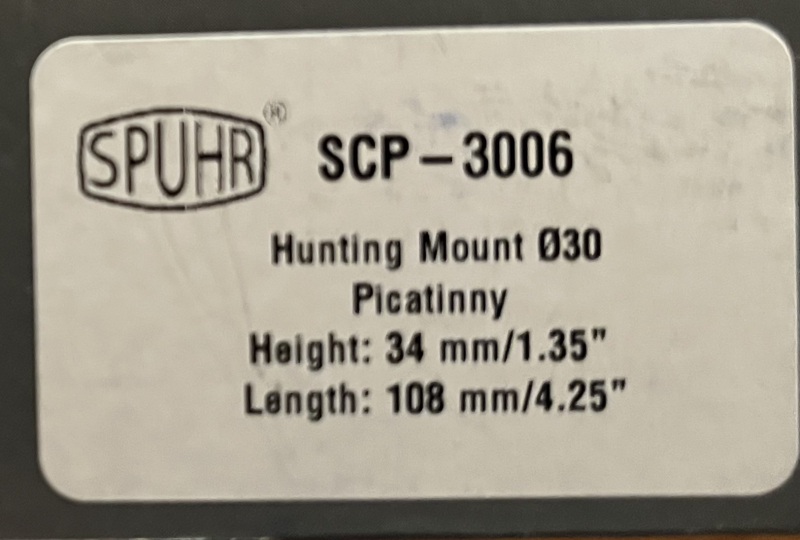 SPUHR® SCP-3006
Hunting Mount Ø30
Picatinny
Height: 34 mm/1.35"
Length: 108 mm/4.25"